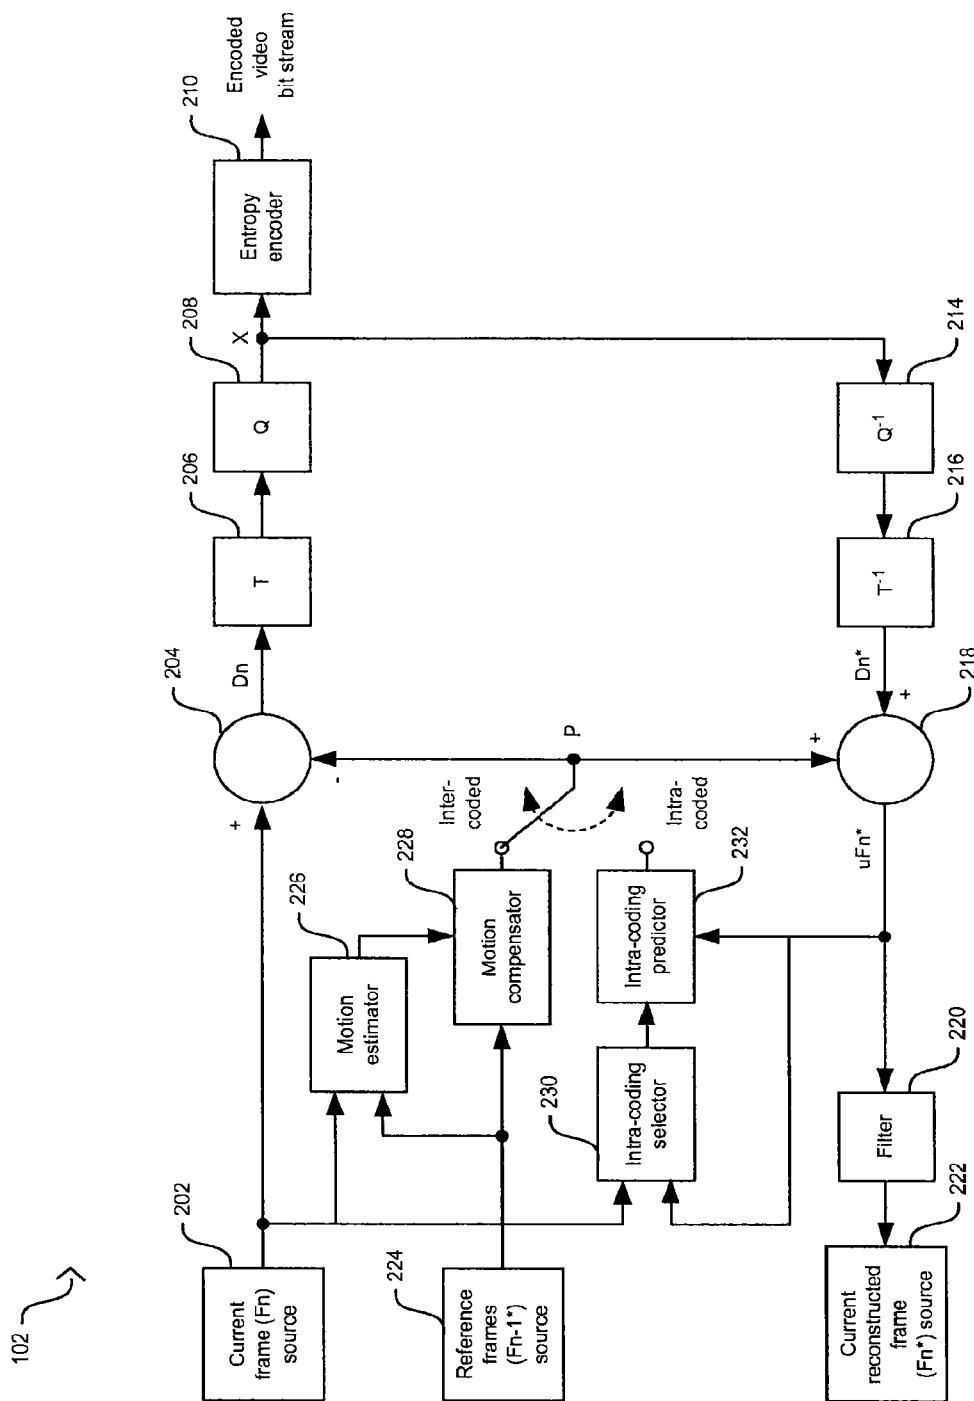 102
202
Current
frame (Fn)
source
+
204
-
Dn
206
T
208
Q
X
210
Entropy
encoder
Encoded
video
bit stream
224
Reference
frames
(Fn-1*)
source
226
Motion
estimator
228
Motion
compensator
Inter-
coded
P
230
Intra-coding
selector
232
Intra-coding
predictor
Intra-
coded
+
222
Current
reconstructed
frame
(Fn*) source
220
Filter
uFn*
218
+
Dn*
216
T-1
214
Q-1